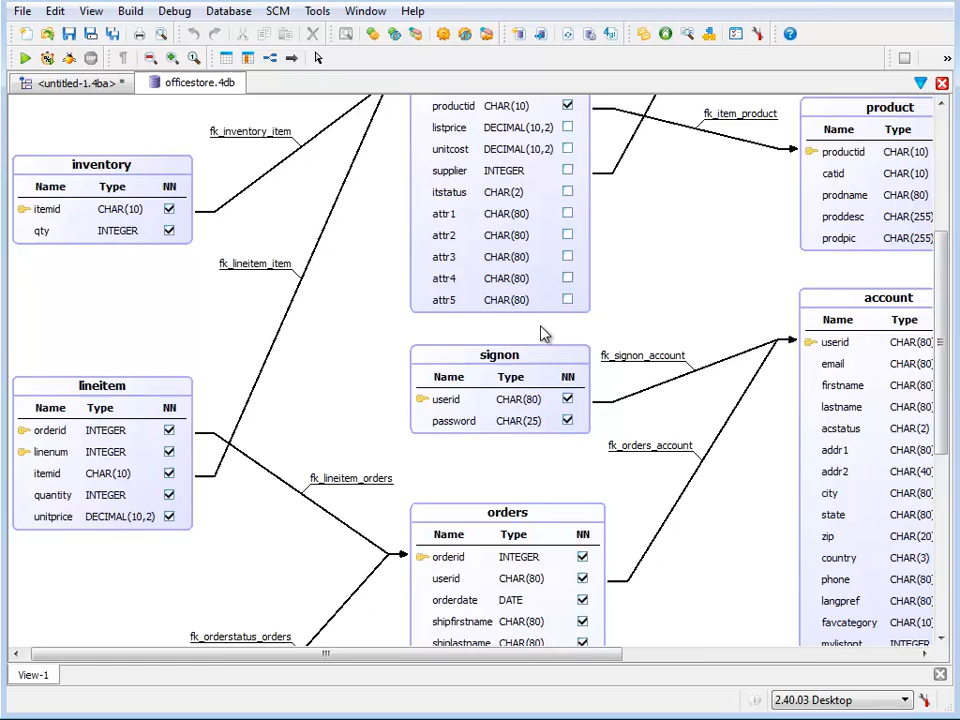 File Edit View Build Debug Database SCM Tools Window Help
»
<untitled-1.4ba> *
officestore.4db
inventory
Name Type NN
itemid CHAR(10)
qty INTEGER
lineitem
Name Type NN
orderid INTEGER
linenum INTEGER
itemid CHAR(10)
quantity INTEGER
unitprice DECIMAL(10,2)
fk_inventory_item
fk_lineitem_item
fk_lineitem_orders
fk_orderstatus_orders
productid CHAR(10)
listprice DECIMAL(10,2)
unitcost DECIMAL(10,2)
supplier INTEGER
itstatus CHAR(2)
attr1 CHAR(80)
attr2 CHAR(80)
attr3 CHAR(80)
attr4 CHAR(80)
attr5 CHAR(80)
signon
Name Type NN
userid CHAR(80)
password CHAR(25)
orders
Name Type NN
orderid INTEGER
userid CHAR(80)
orderdate DATE
shipfirstname CHAR(80)
shiplastname CHAR(80)
fk_item_product
fk_signon_account
fk_orders_account
product
Name Type
productid CHAR(10)
catid CHAR(10)
prodname CHAR(80)
proddesc CHAR(255)
prodpic CHAR(255)
account
Name Type
userid CHAR(80)
email CHAR(80)
firstname CHAR(80)
lastname CHAR(80)
acstatus CHAR(2)
addr1 CHAR(80)
addr2 CHAR(40)
city CHAR(80)
state CHAR(80)
zip CHAR(20)
country CHAR(3)
phone CHAR(80)
langpref CHAR(80)
favcategory CHAR(10)
mylistopt INTEGER
View-1
2.40.03 Desktop